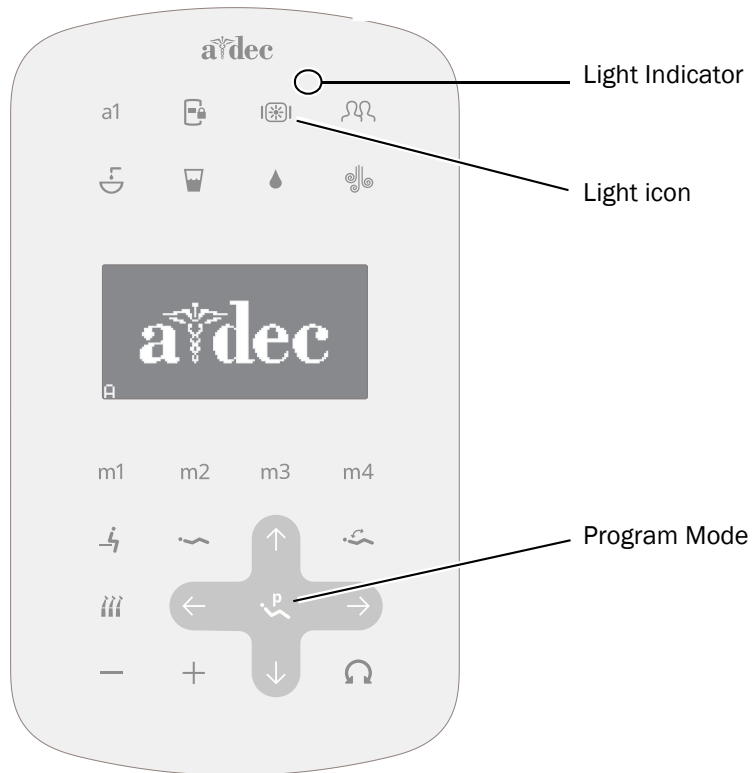 a dec
Light Indicator
a1
Light icon
a dec
A
m1 m2 m3 m4
p
Program Mode